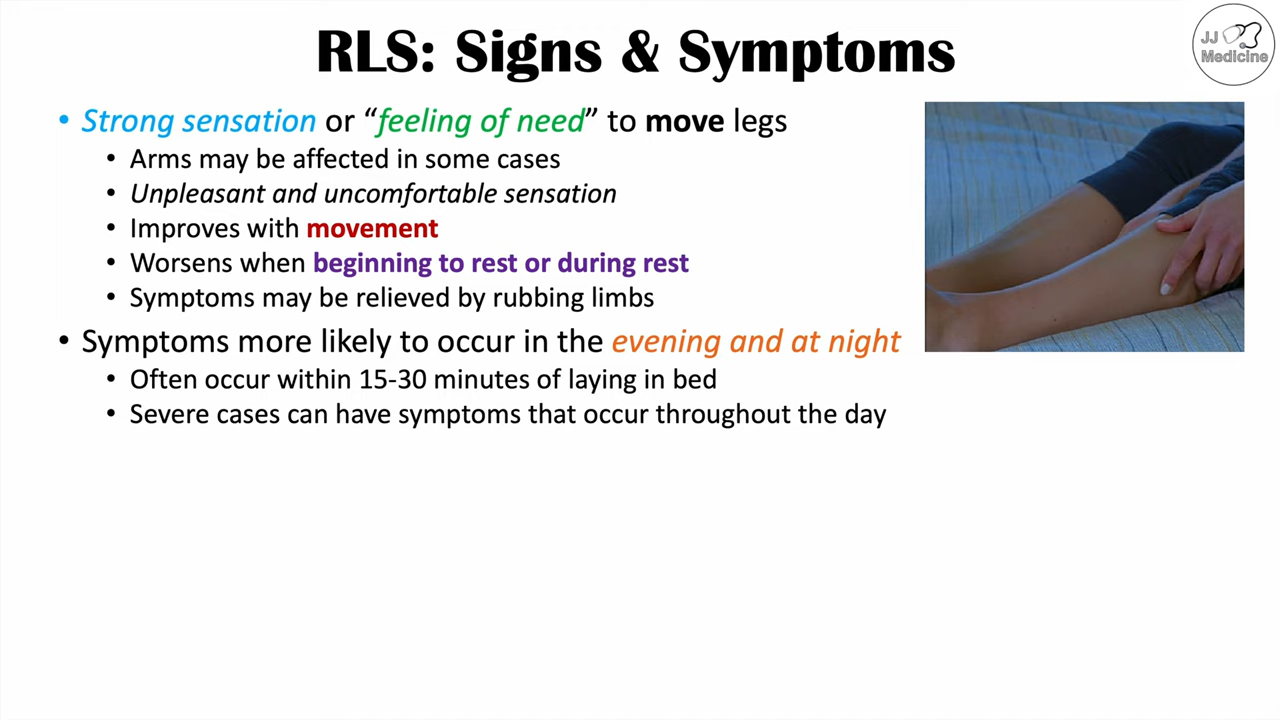 RLS: Signs & Symptoms
JJ
Medicine
• Strong sensation or “feeling of need” to move legs
• Arms may be affected in some cases
• Unpleasant and uncomfortable sensation
• Improves with movement
• Worsens when beginning to rest or during rest
• Symptoms may be relieved by rubbing limbs
• Symptoms more likely to occur in the evening and at night
• Often occur within 15-30 minutes of laying in bed
• Severe cases can have symptoms that occur throughout the day